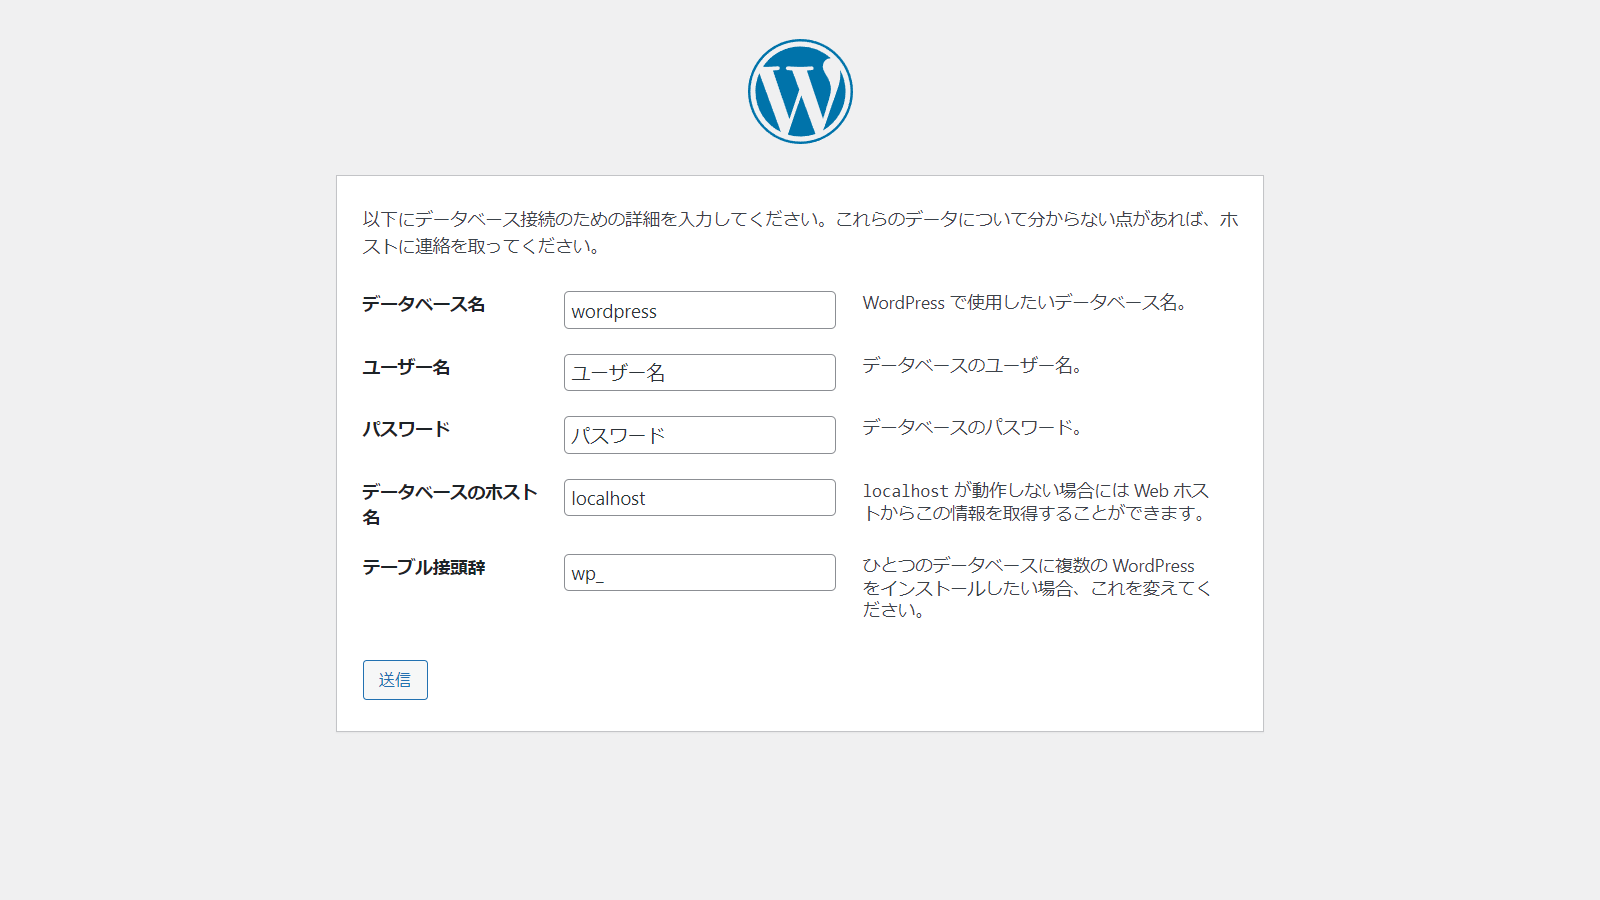 以下にデータベース接続のための詳細を入力してください。これらのデータについて分からない点があれば、ホ
ストに連絡を取ってください。
データベース名
wordpress
WordPress で使用したいデータベース名。
ユーザー名
ユーザー名
データベースのユーザー名。
パスワード
パスワード
データベースのパスワード。
データベースのホスト
名
localhost
localhost が動作しない場合には Web ホス
トからこの情報を取得することができます。
テーブル接頭辞
wp_
ひとつのデータベースに複数の WordPress
をインストールしたい場合、これを変えてく
ださい。
送信